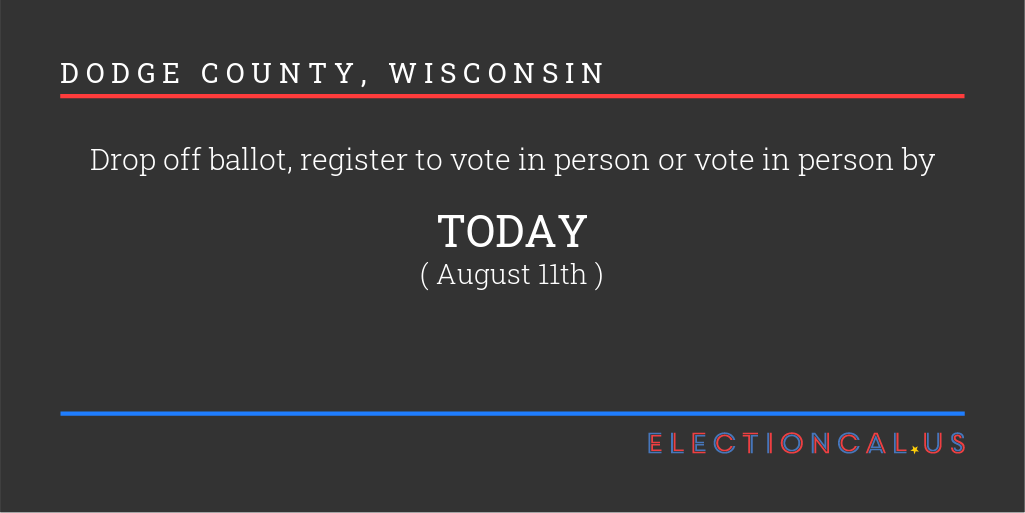 DODGE COUNTY, WISCONSIN
Drop off ballot, register to vote in person or vote in person by
TODAY
( August 11th )
ELECTIONCAL.US